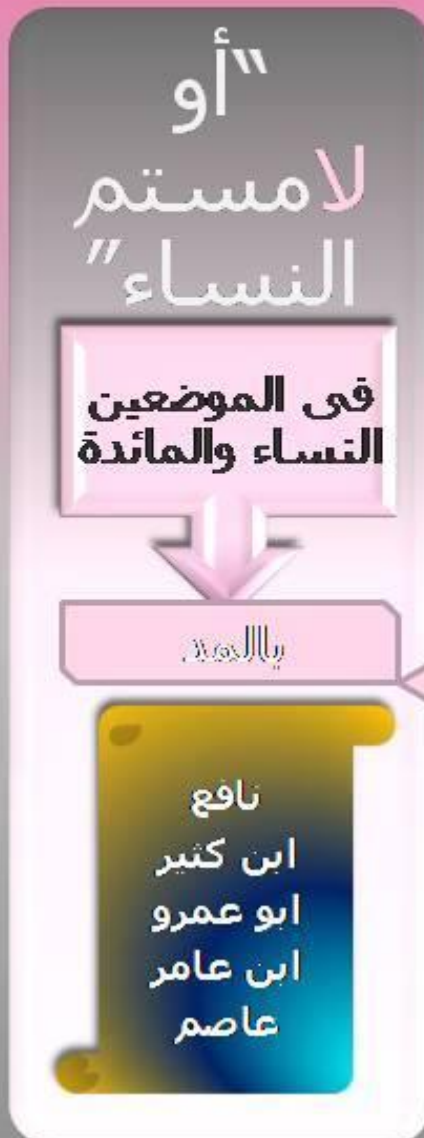 “أو
لامستم
النساء”
فى الموضعين
النساء والمائدة
بالمد
نافع
ابن كثير
ابو عمرو
ابن عامر
عاصم